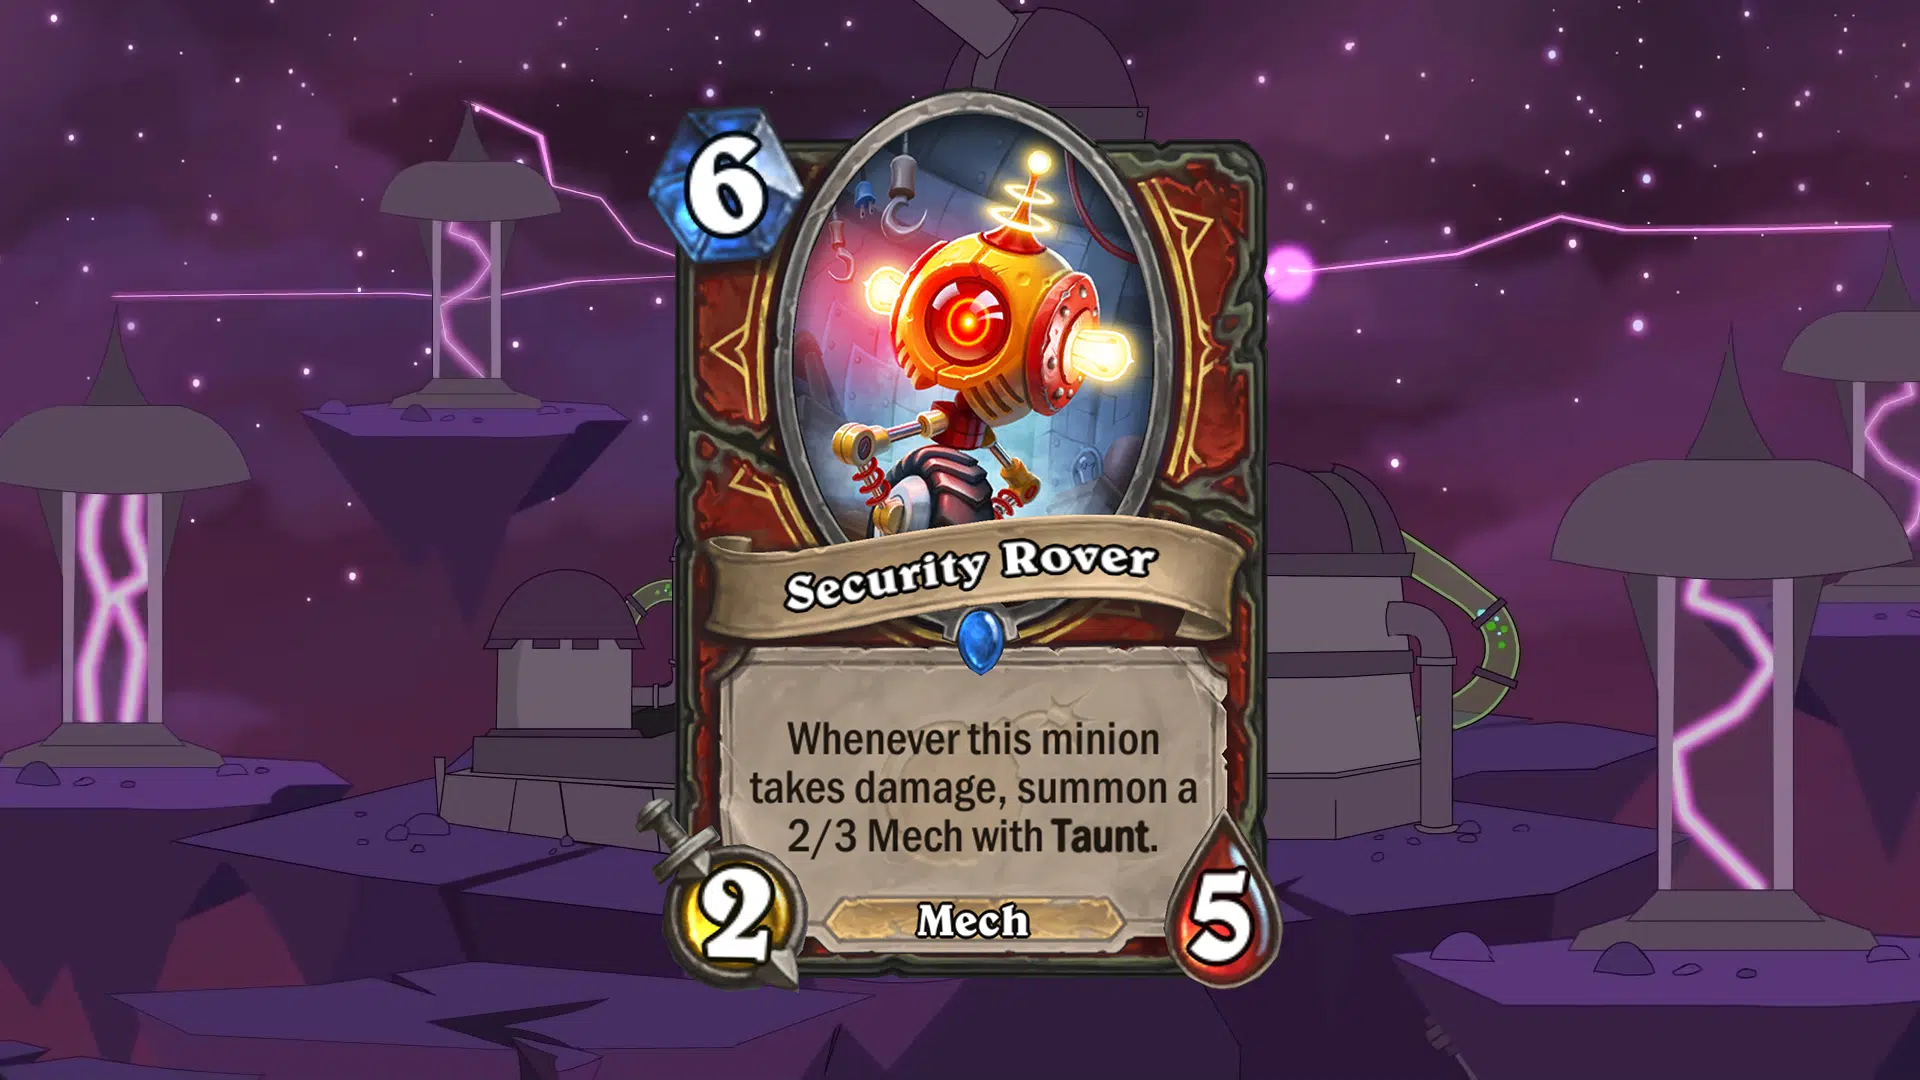 6
Security Rover
Whenever this minion
takes damage, summon a
2/3 Mech with Taunt.
2
Mech
5